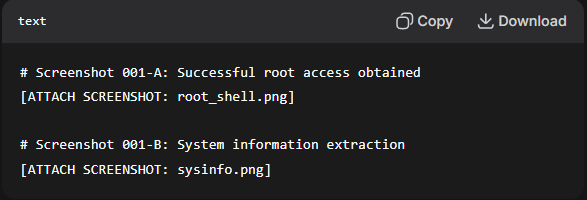 text
Copy
Download
# Screenshot 001-A: Successful root access obtained
[ATTACH SCREENSHOT: root_shell.png]
# Screenshot 001-B: System information extraction
[ATTACH SCREENSHOT: sysinfo.png]